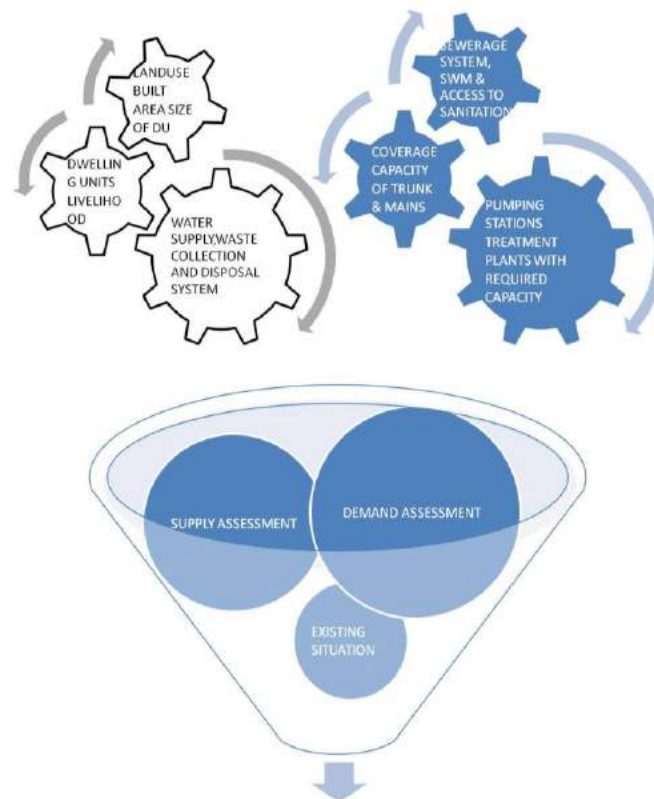 LANDUSE
BUILT
AREA SIZE
OF DU
DWELLIN
G UNITS
LIVELIHO
OD
WATER
SUPPLY,WASTE
COLLECTION
AND DISPOSAL
SYSTEM
SEWERAGE
SYSTEM,
SWM &
ACCESS TO
SANITATION
COVERAGE
CAPACITY
OF TRUNK
& MAINS
PUMPING
STATIONS
TREATMENT
PLANTS WITH
REQUIRED
CAPACITY
SUPPLY ASSESSMENT
DEMAND ASSESSMENT
EXISTING
SITUATION